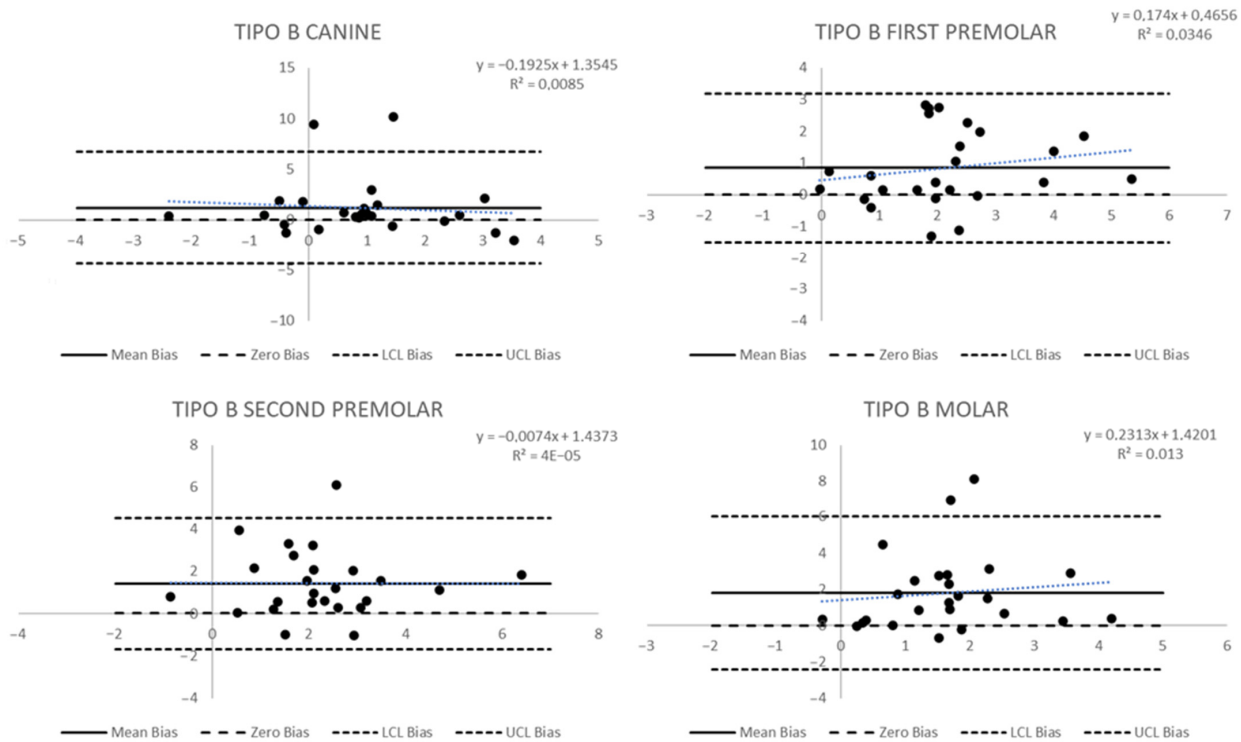 TIPO B CANINE
y = −0.1925x + 1.3545
R² = 0,0085
15
10
5
0
−5
−10
−5 −4 −3 −2 −1 0 1 2 3 4 5
Mean Bias Zero Bias LCL Bias UCL Bias
TIPO B FIRST PREMOLAR
y = 0,174x + 0,4656
R² = 0.0346
4
3
2
1
0
−1
−2
−3
−4
−3 −2 −1 0 1 2 3 4 5 6 7
Mean Bias Zero Bias LCL Bias UCL Bias
TIPO B SECOND PREMOLAR
y = −0,0074x + 1.4373
R² = 4E−05
8
6
4
2
0
−2
−4
−4 −2 0 2 4 6 8
Mean Bias Zero Bias LCL Bias UCL Bias
TIPO B MOLAR
y = 0.2313x + 1.4201
R² = 0.013
10
8
6
4
2
0
−2
−4
−3 −2 −1 0 1 2 3 4 5 6
Mean Bias Zero Bias LCL Bias UCL Bias